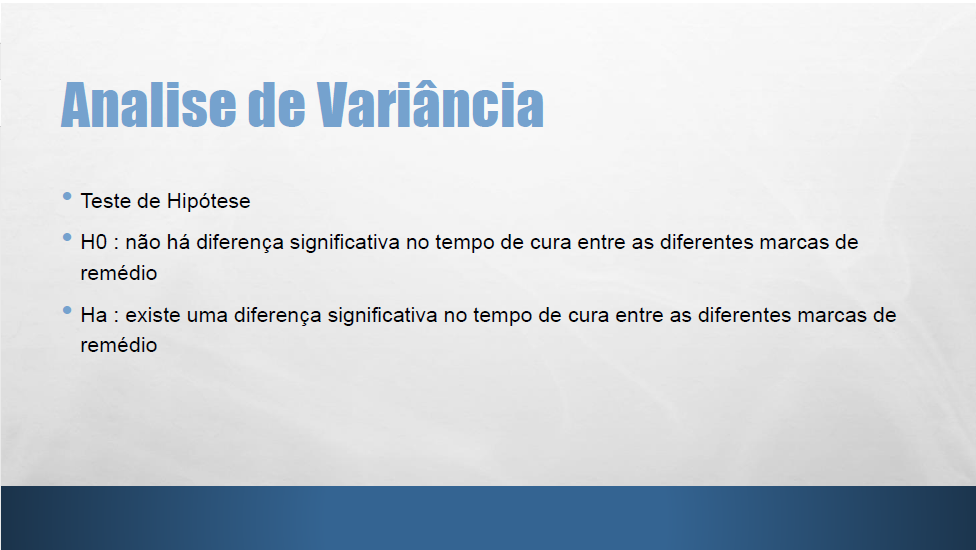 Analise de Variância
• Teste de Hipótese
• H0 : não há diferença significativa no tempo de cura entre as diferentes marcas de
remédio
• Ha : existe uma diferença significativa no tempo de cura entre as diferentes marcas de
remédio